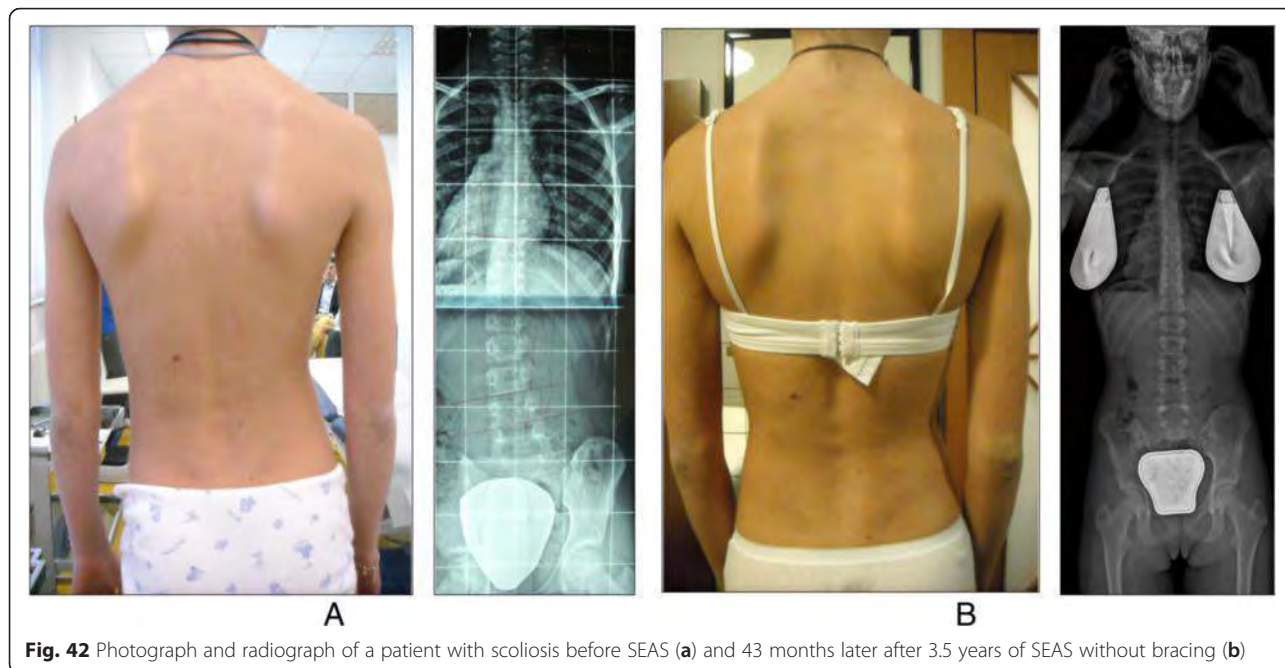 A
B
Fig. 42 Photograph and radiograph of a patient with scoliosis before SEAS (a) and 43 months later after 3.5 years of SEAS without bracing (b)